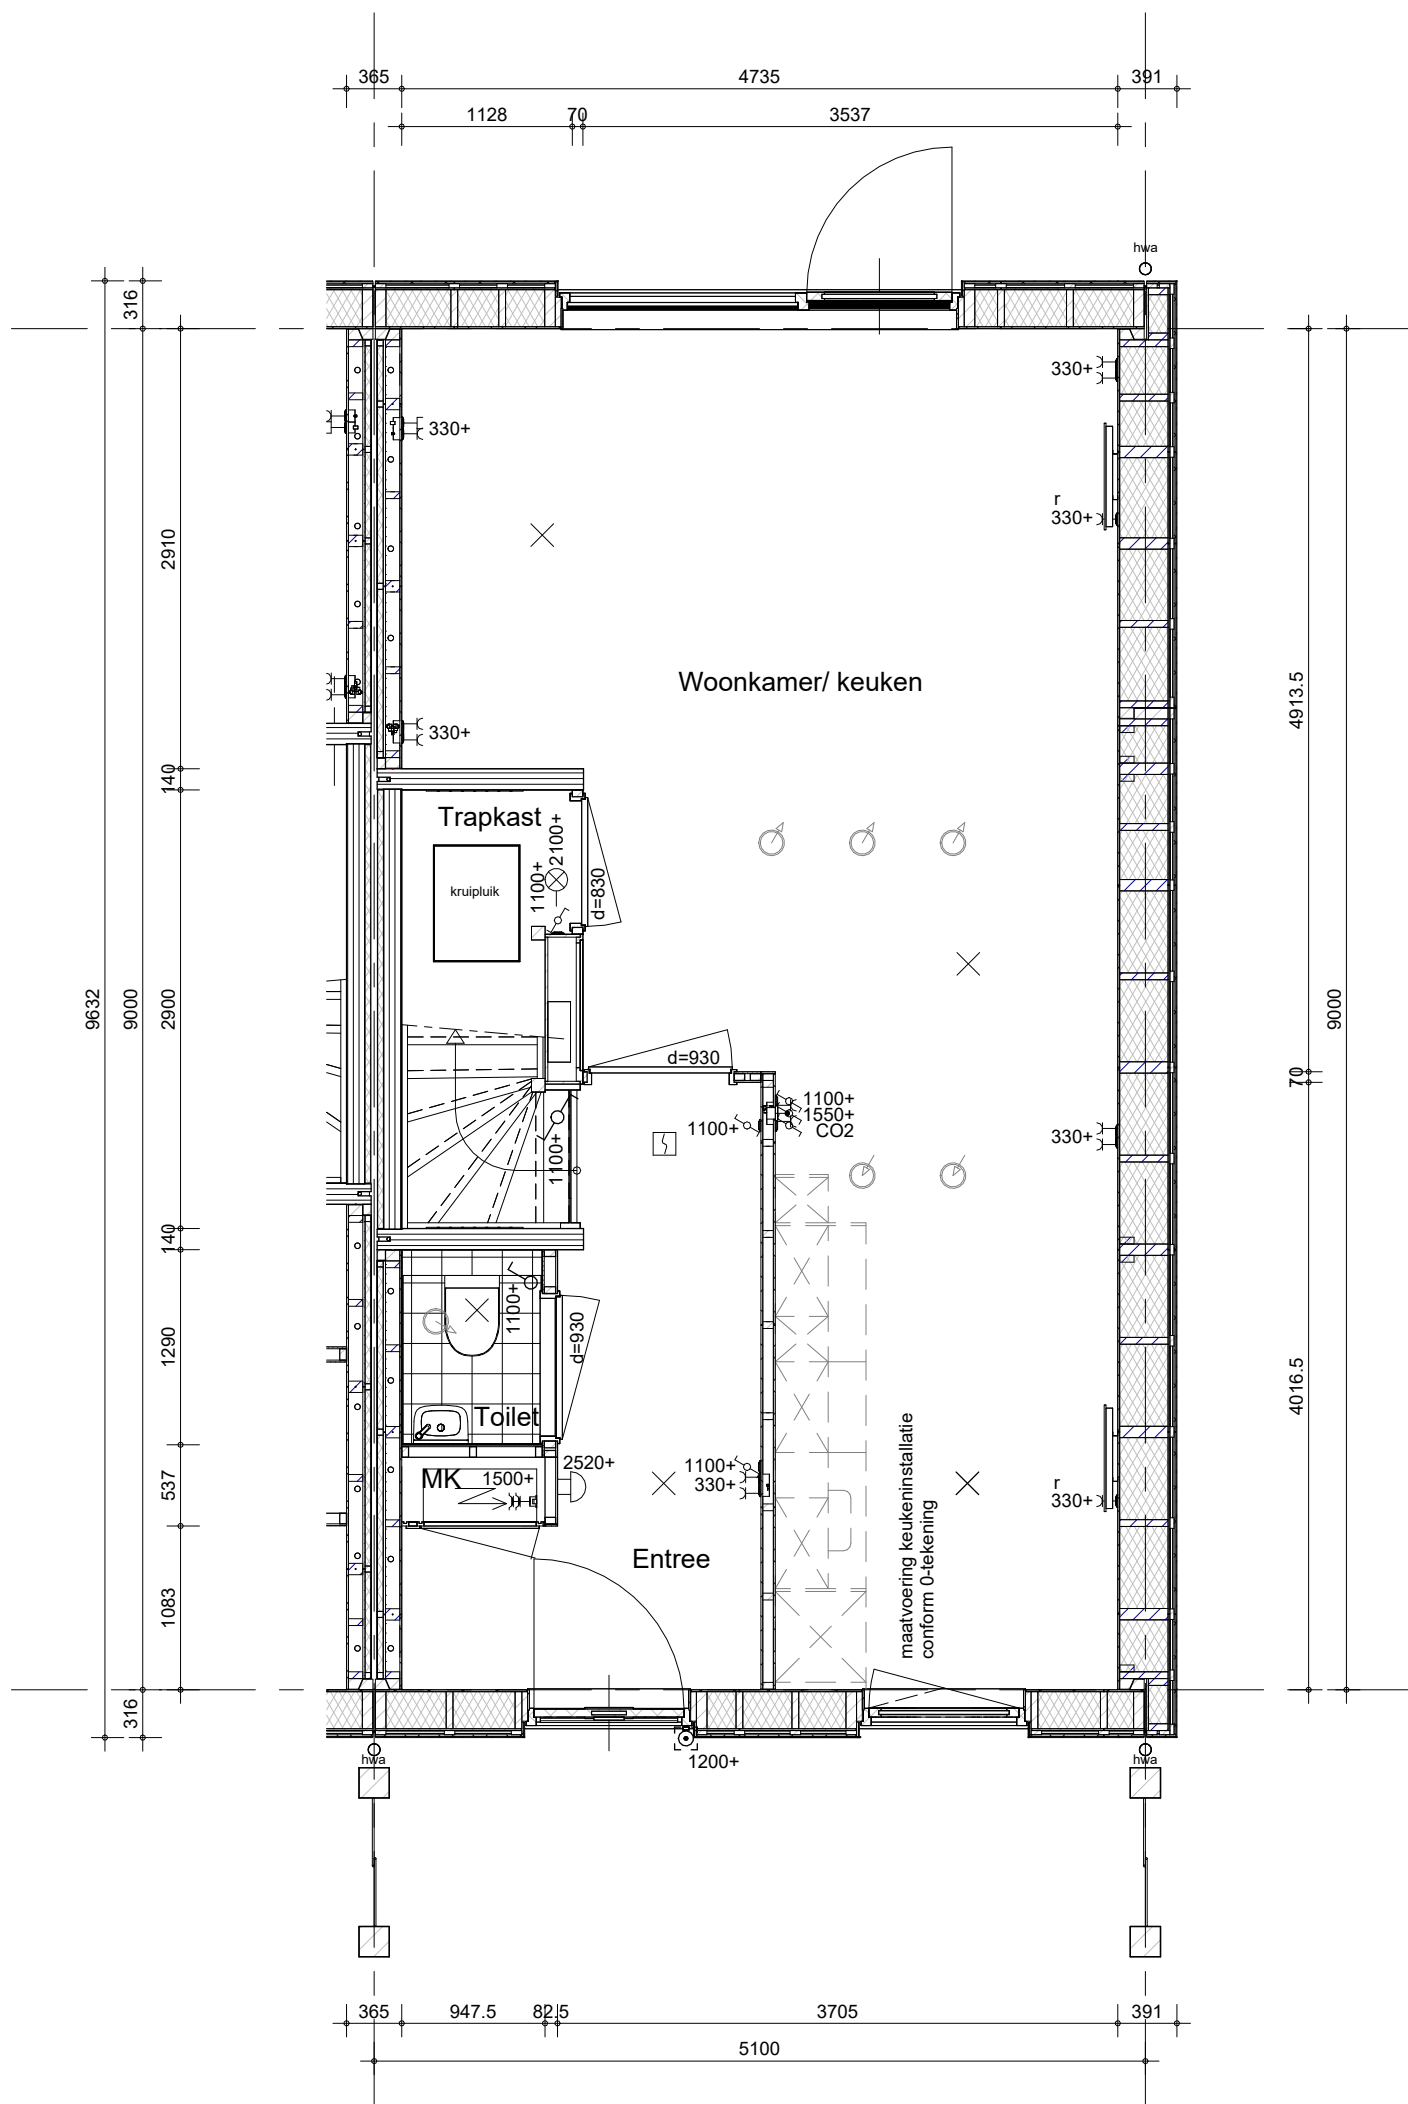 365
4735
391
1128
70
3537
hwa
316
330+
330+
r
330+
2910
Woonkamer/ keuken
4913.5
330+
140
Trapkast
2100+
1100+
kruipluik
d=830
9632
9000
2900
9000
d=930
70
1100+
1550+
CO2
1100+
330+
1100+
140
1100+
1290
d=930
4016.5
Toilet
maatvoering keukeninstallatie
conform 0-tekening
2520+
1100+
MK
1500+
330+
r
330+
537
Entree
1083
316
hwa
hwa
1200+
365
947.5
82.5
3705
391
5100